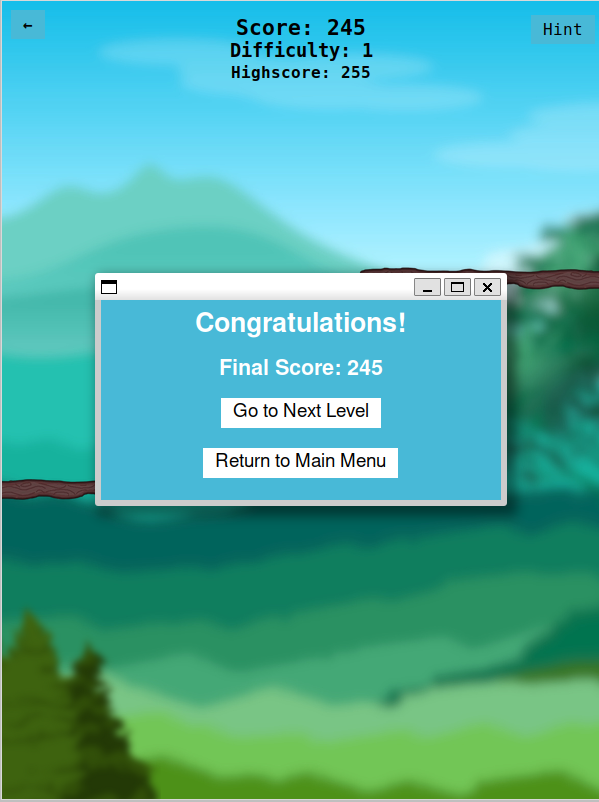 ←
Score: 245
Difficulty: 1
Highscore: 255
Hint
Congratulations!
Final Score: 245
Go to Next Level
Return to Main Menu